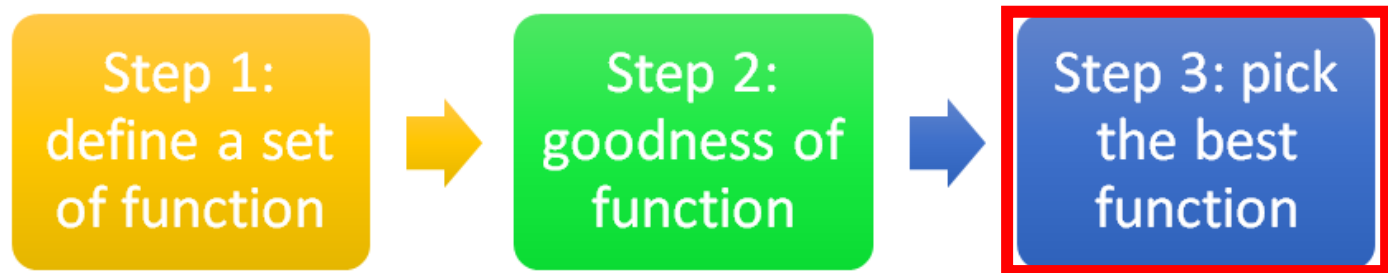 Step 1:
define a set
of function
Step 2:
goodness of
function
Step 3: pick
the best
function